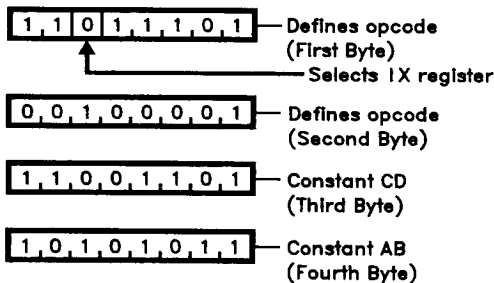 1 1 0 1 1 1 0 1 Defines opcode
(First Byte)
Selects IX register
0 0 1 0 0 0 0 1 Defines opcode
(Second Byte)
1 1 0 0 1 1 0 1 Constant CD
(Third Byte)
1 0 1 0 1 0 1 1 Constant AB
(Fourth Byte)